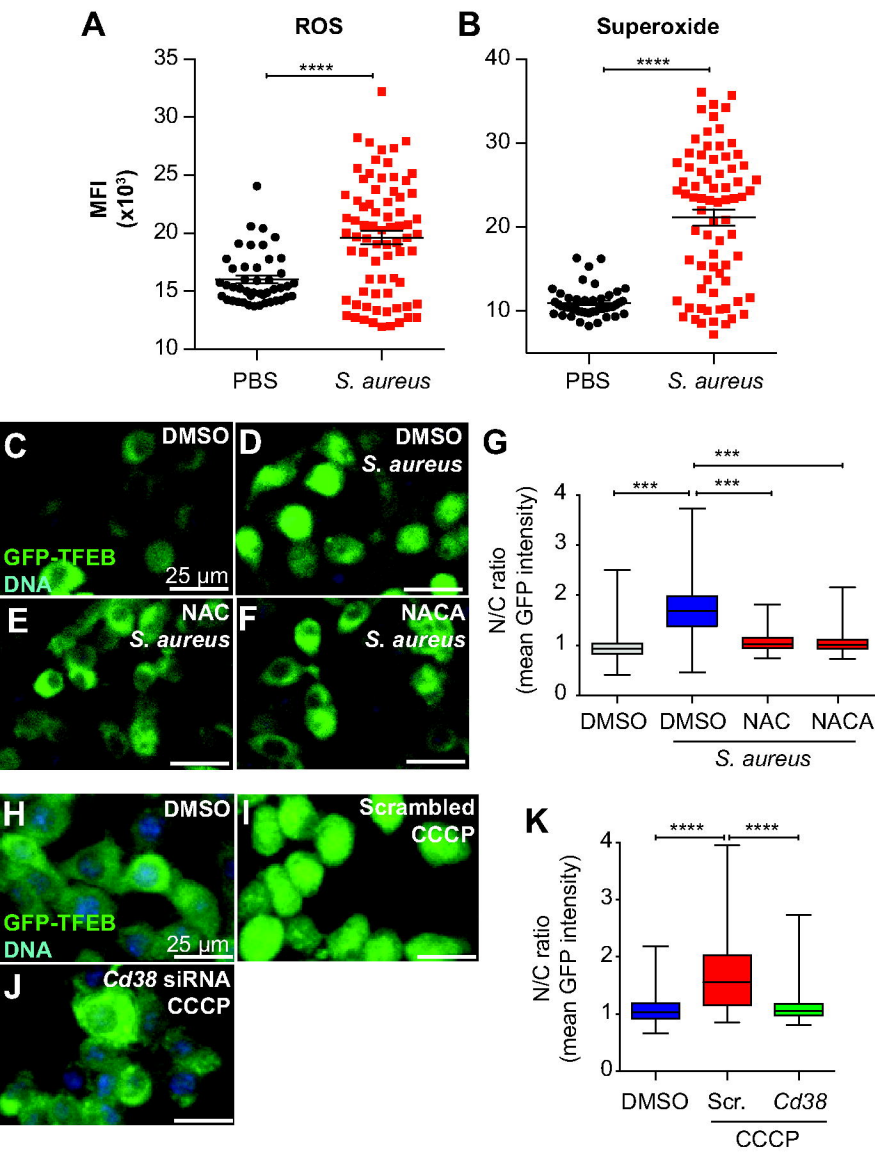 A
ROS
MFI
(x10³)
35
30
25
20
15
10
****
PBS
S. aureus
B
Superoxide
40
30
20
10
****
PBS
S. aureus
C
DMSO
GFP-TFEB
DNA
25 µm
D
DMSO
S. aureus
E
NAC
S. aureus
F
NACA
S. aureus
G
N/C ratio
(mean GFP intensity)
4
3
2
1
0
***
***
***
DMSO
DMSO
NAC
NACA
S. aureus
H
DMSO
GFP-TFEB
DNA
25 µm
I
Scrambled
CCCP
J
Cd38 siRNA
CCCP
K
N/C ratio
(mean GFP intensity)
4
3
2
1
0
****
****
DMSO
Scr.
Cd38
CCCP